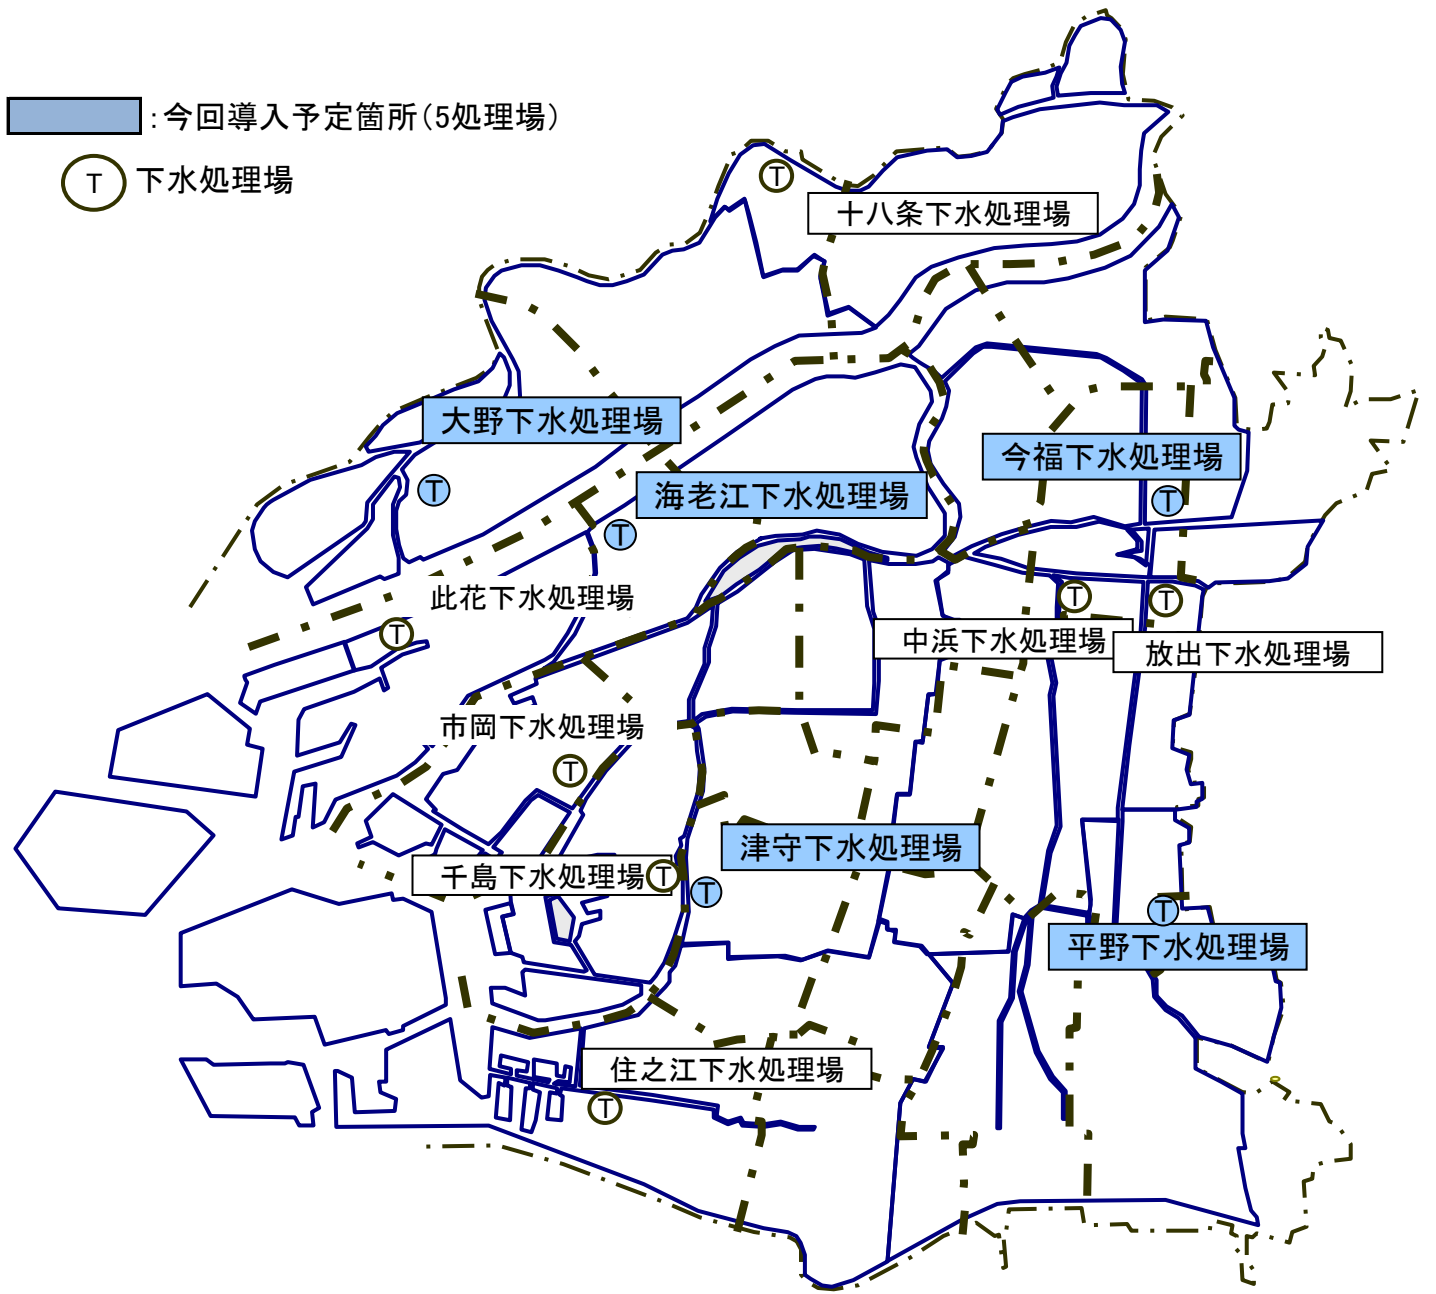 ：今回導入予定箇所（5処理場）
T 下水処理場
T
十八条下水処理場
大野下水処理場
今福下水処理場
T
海老江下水処理場
T
T
此花下水処理場
T
T
T
中浜下水処理場
放出下水処理場
市岡下水処理場
T
津守下水処理場
千島下水処理場
T
T
T
平野下水処理場
住之江下水処理場
T